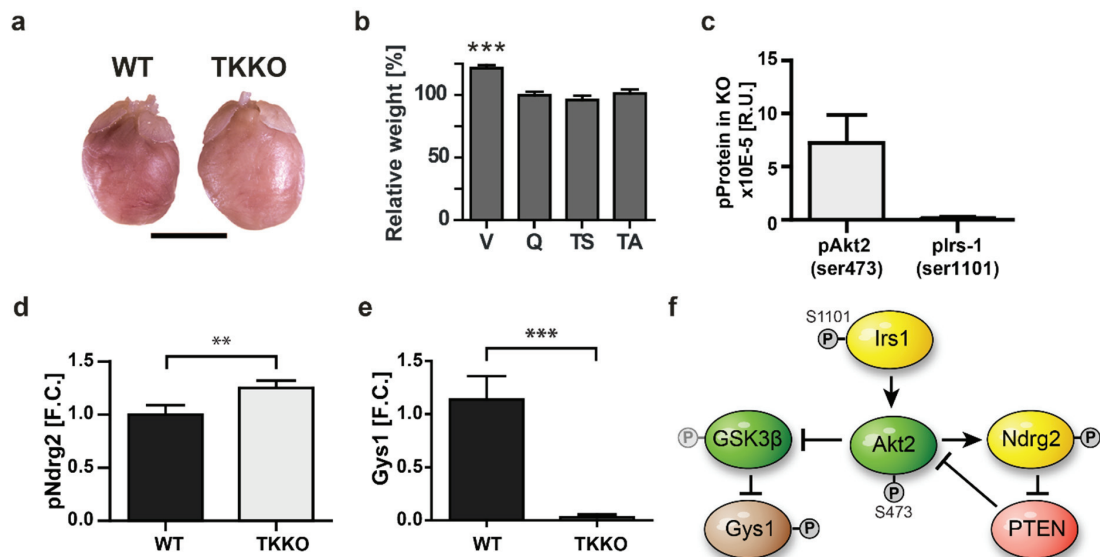 a
WT TKKO
b
Relative weight [%]
100
50
0
***
V Q TS TA
c
pProtein in KO
x10E-5 [R.U.]
15
10
5
0
pAkt2
(ser473)
pIrs-1
(ser1101)
d
pNdrg2 [F.C.]
1.5
1.0
0.5
0.0
**
WT TKKO
e
Gys1 [F.C.]
1.5
1.0
0.5
0.0
***
WT TKKO
f
S1101
P
Irs1
P
GSK3β
Akt2
Ndrg2
P
P
S473
Gys1
P
PTEN